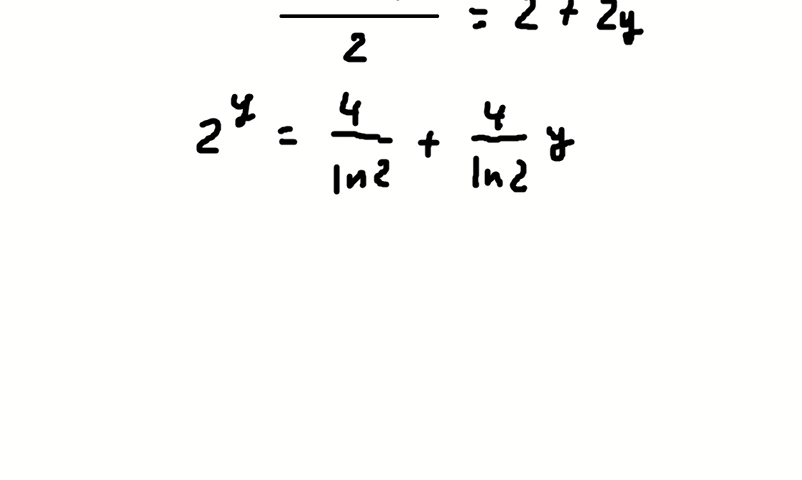 ―
2 = 2 + 2y
2^y = 4/ln2 + 4/ln2 y